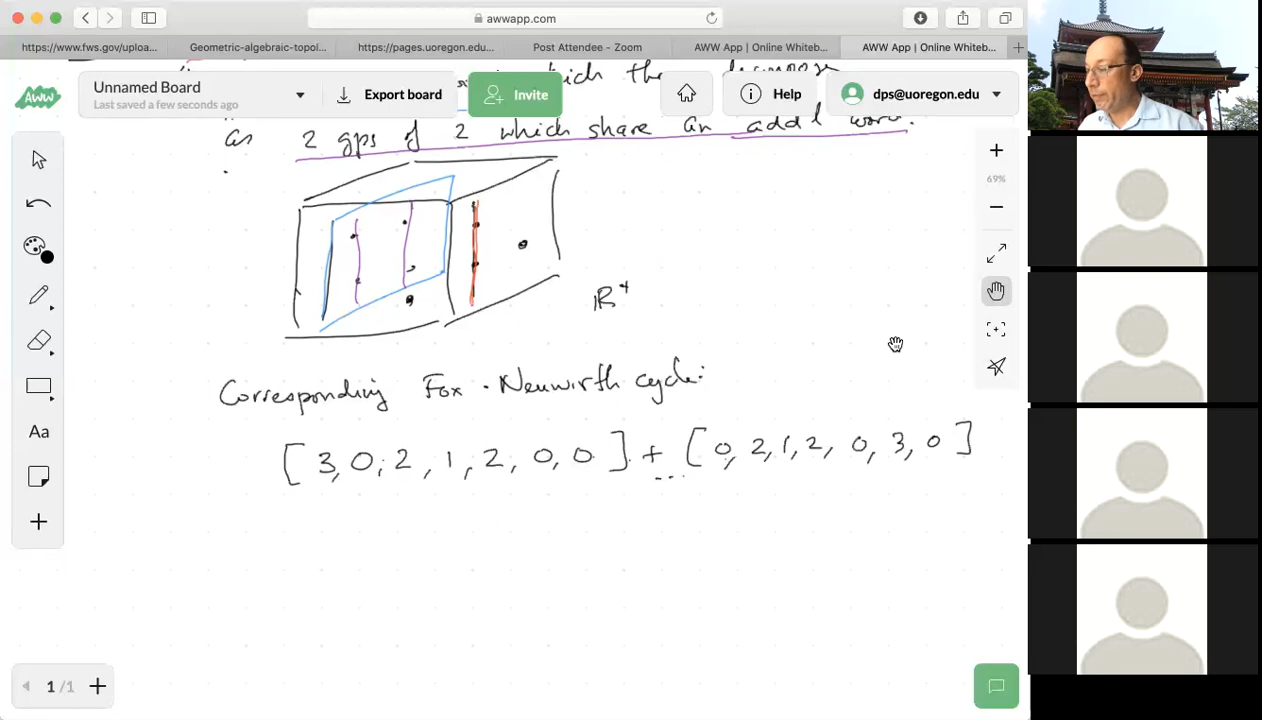 awwapp.com
https://www.fws.gov/uploa...
Geometric-algebraic-topol...
https://pages.uoregon.edu...
Post Attendee - Zoom
AWW App | Online Whiteb...
AWW App | Online Whiteb...
which the
AWW
Unnamed Board
Last saved a few seconds ago
Export board
Invite
Help
dps@uoregon.edu
as 2 gps of 2 which share an add'l
69%
ℝ⁴
Corresponding Fox-Neuwirth cycle:
[3,0,2,1,2,0,0] + [0,2,1,2,0,3,0]
...
Aa
1 /1